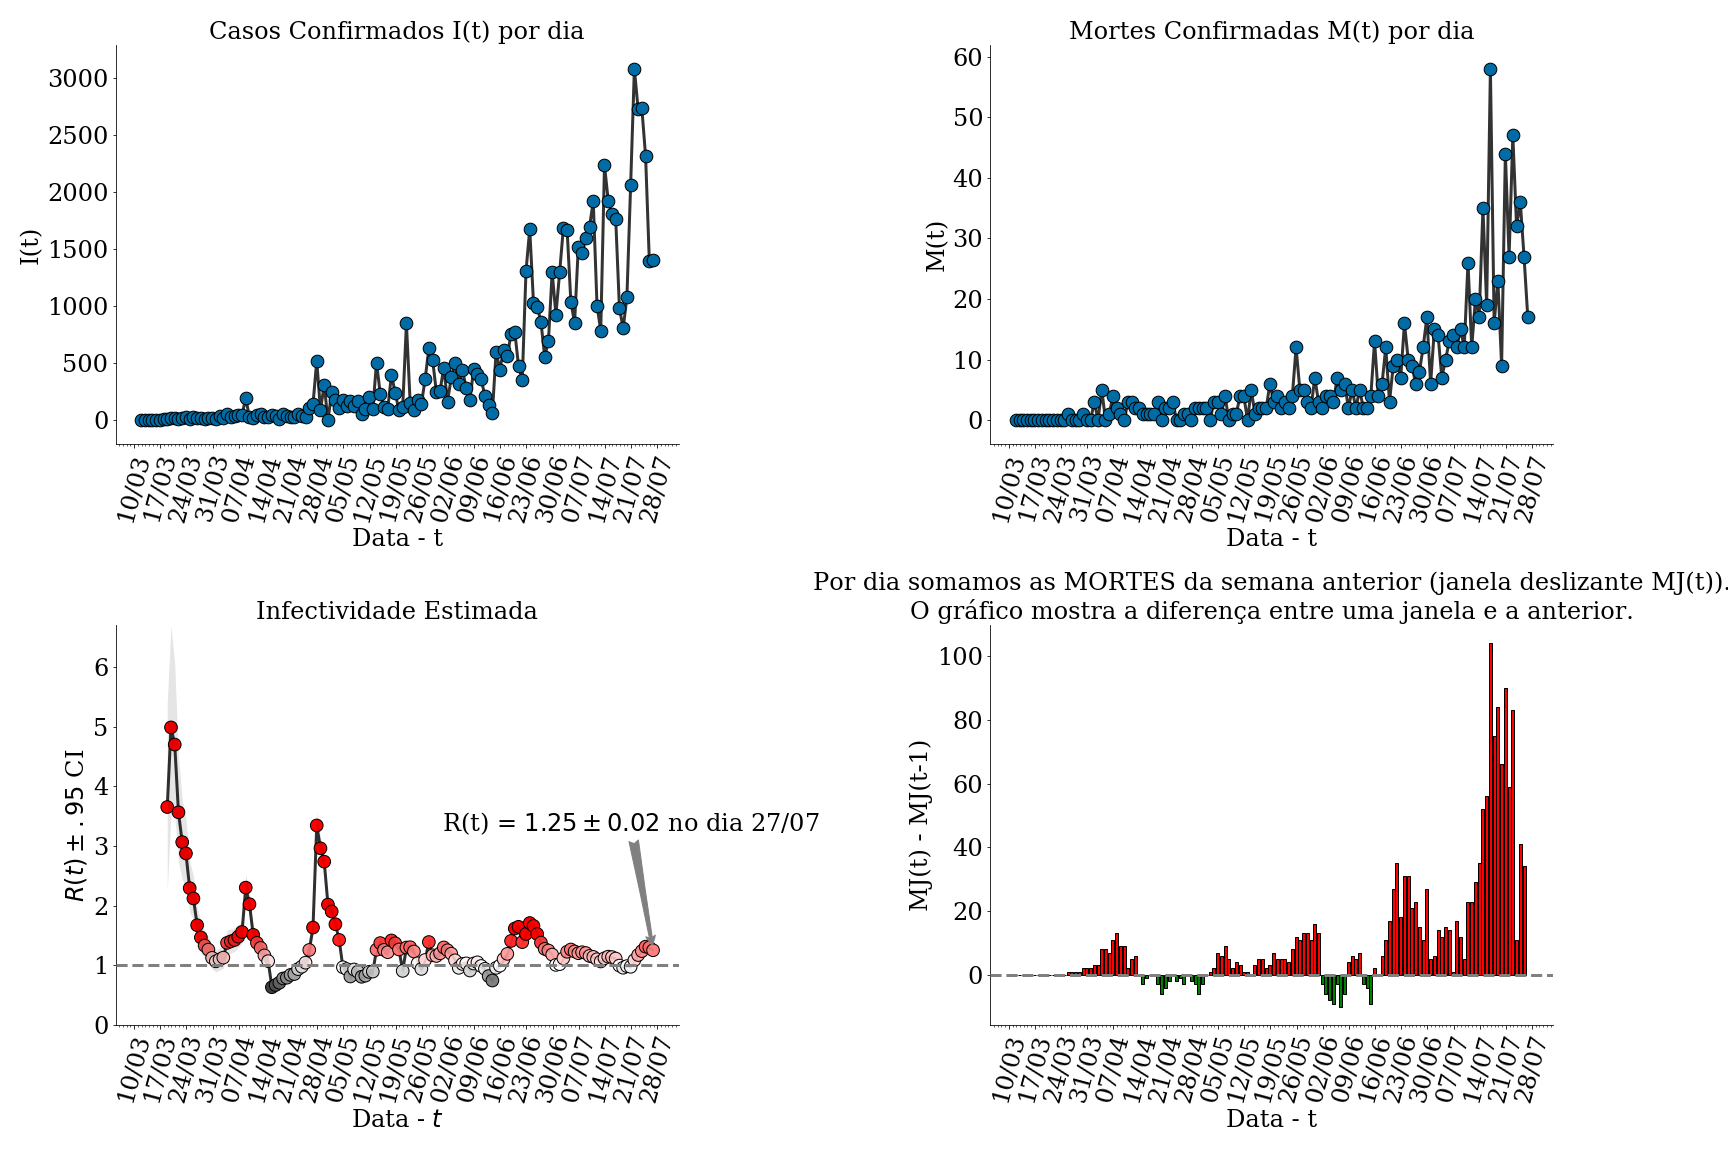 Casos Confirmados I(t) por dia
I(t)
3000
2500
2000
1500
1000
500
0
10/03 17/03 24/03 31/03 07/04 14/04 21/04 28/04 05/05 12/05 19/05 26/05 02/06 09/06 16/06 23/06 30/06 07/07 14/07 21/07 28/07
Data - t
Mortes Confirmadas M(t) por dia
M(t)
60
50
40
30
20
10
0
10/03 17/03 24/03 31/03 07/04 14/04 21/04 28/04 05/05 12/05 19/05 26/05 02/06 09/06 16/06 23/06 30/06 07/07 14/07 21/07 28/07
Data - t
Infectividade Estimada
R(t) ± .95 CI
6
5
4
3
2
1
0
R(t) = 1.25 ± 0.02 no dia 27/07
10/03 17/03 24/03 31/03 07/04 14/04 21/04 28/04 05/05 12/05 19/05 26/05 02/06 09/06 16/06 23/06 30/06 07/07 14/07 21/07 28/07
Data - t
Por dia somamos as MORTES da semana anterior (janela deslizante MJ(t)).
O gráfico mostra a diferença entre uma janela e a anterior.
MJ(t) - MJ(t-1)
100
80
60
40
20
0
10/03 17/03 24/03 31/03 07/04 14/04 21/04 28/04 05/05 12/05 19/05 26/05 02/06 09/06 16/06 23/06 30/06 07/07 14/07 21/07 28/07
Data - t